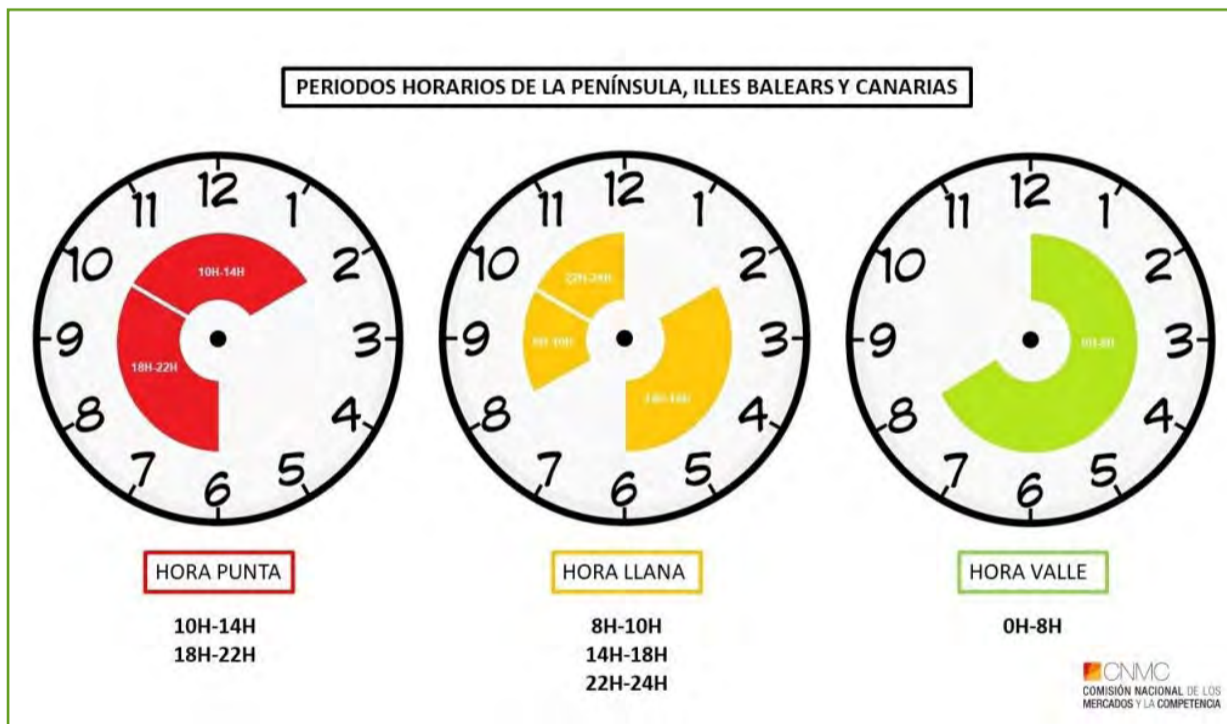 PERIODOS HORARIOS DE LA PENÍNSULA, ILLES BALEARS Y CANARIAS
12
1
2
3
4
5
6
7
8
9
10
11
10H-14H
18H-22H
12
1
2
3
4
5
6
7
8
9
10
11
22H-24H
8H-10H
14H-18H
12
1
2
3
4
5
6
7
8
9
10
11
0H-8H
HORA PUNTA
10H-14H
18H-22H
HORA LLANA
8H-10H
14H-18H
22H-24H
HORA VALLE
0H-8H
CNMC
COMISIÓN NACIONAL DE LOS
MERCADOS Y LA COMPETENCIA